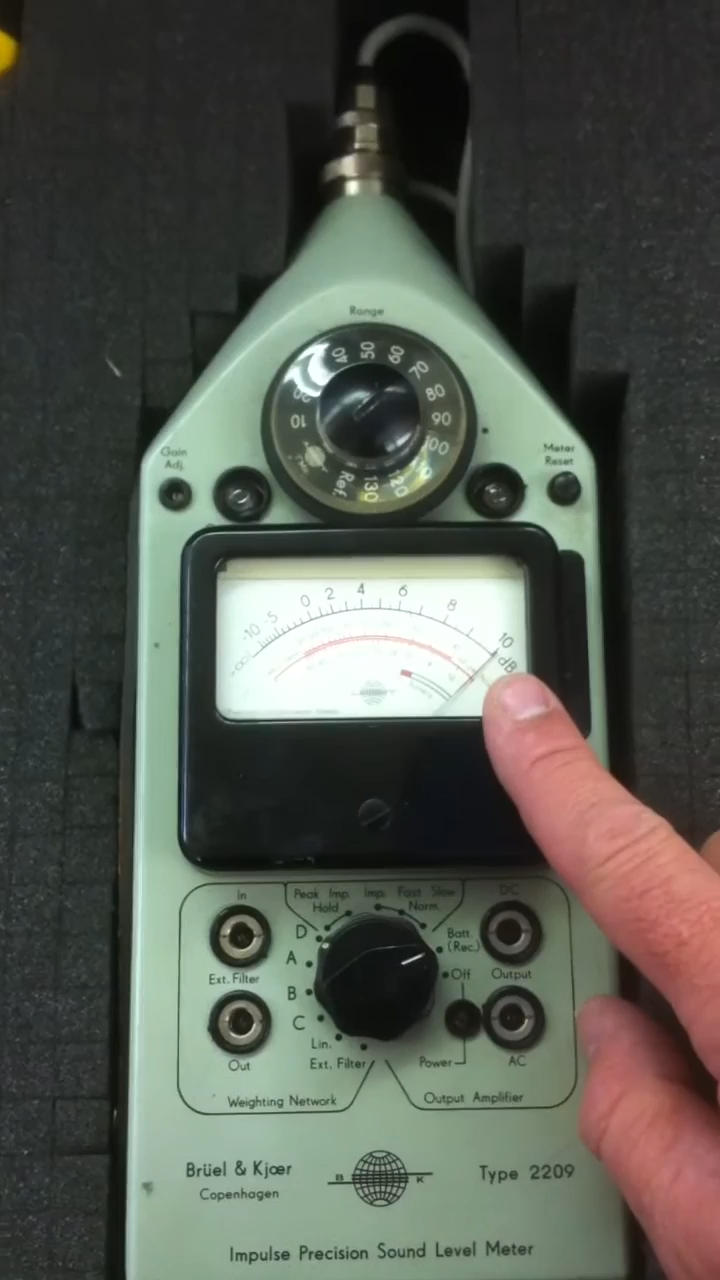 Range
40 50 60 70 80 90 100
20 10
Ref. 130 120
Gain
Adj.
Meter
Reset
-10 -5 0 2 4 6 8 10
dB
In
Peak Imp. Imp. Fast Slow
Hold Norm.
DC
D
A
B
C
Lin.
Ext. Filter
Batt.
(Rec.)
Off
Ext. Filter
Output
Out
Power
AC
Weighting Network
Output Amplifier
Brüel & Kjær
Copenhagen
B K
Type 2209
Impulse Precision Sound Level Meter